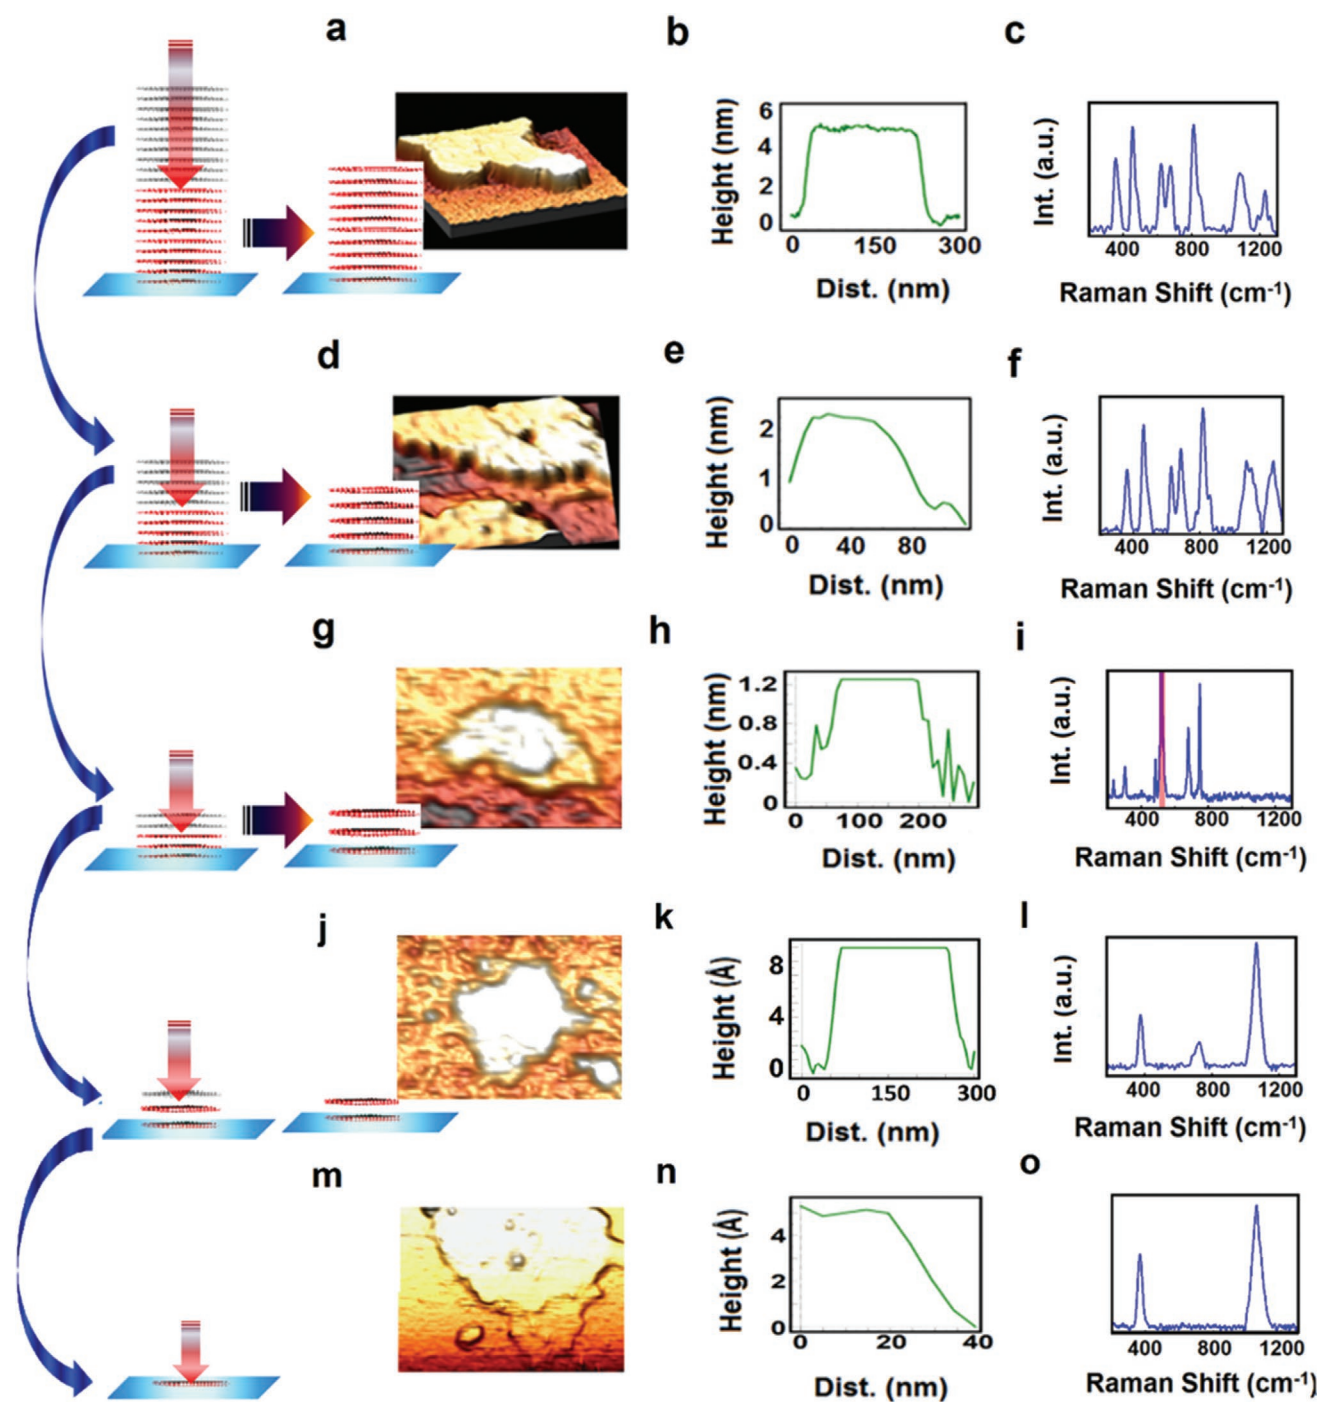 a
b
c
Height (nm)
6
4
2
0
0 150 300
Dist. (nm)
Int. (a.u.)
400 800 1200
Raman Shift (cm-1)
d
e
f
Height (nm)
2
1
0
0 40 80
Dist. (nm)
Int. (a.u.)
400 800 1200
Raman Shift (cm-1)
g
h
i
Height (nm)
1.2
0.8
0.4
0
0 100 200
Dist. (nm)
Int. (a.u.)
400 800 1200
Raman Shift (cm-1)
j
k
l
Height (Å)
8
4
0
0 150 300
Dist. (nm)
Int. (a.u.)
400 800 1200
Raman Shift (cm-1)
m
n
o
Height (Å)
4
2
0
0 20 40
Dist. (nm)
Int. (a.u.)
400 800 1200
Raman Shift (cm-1)